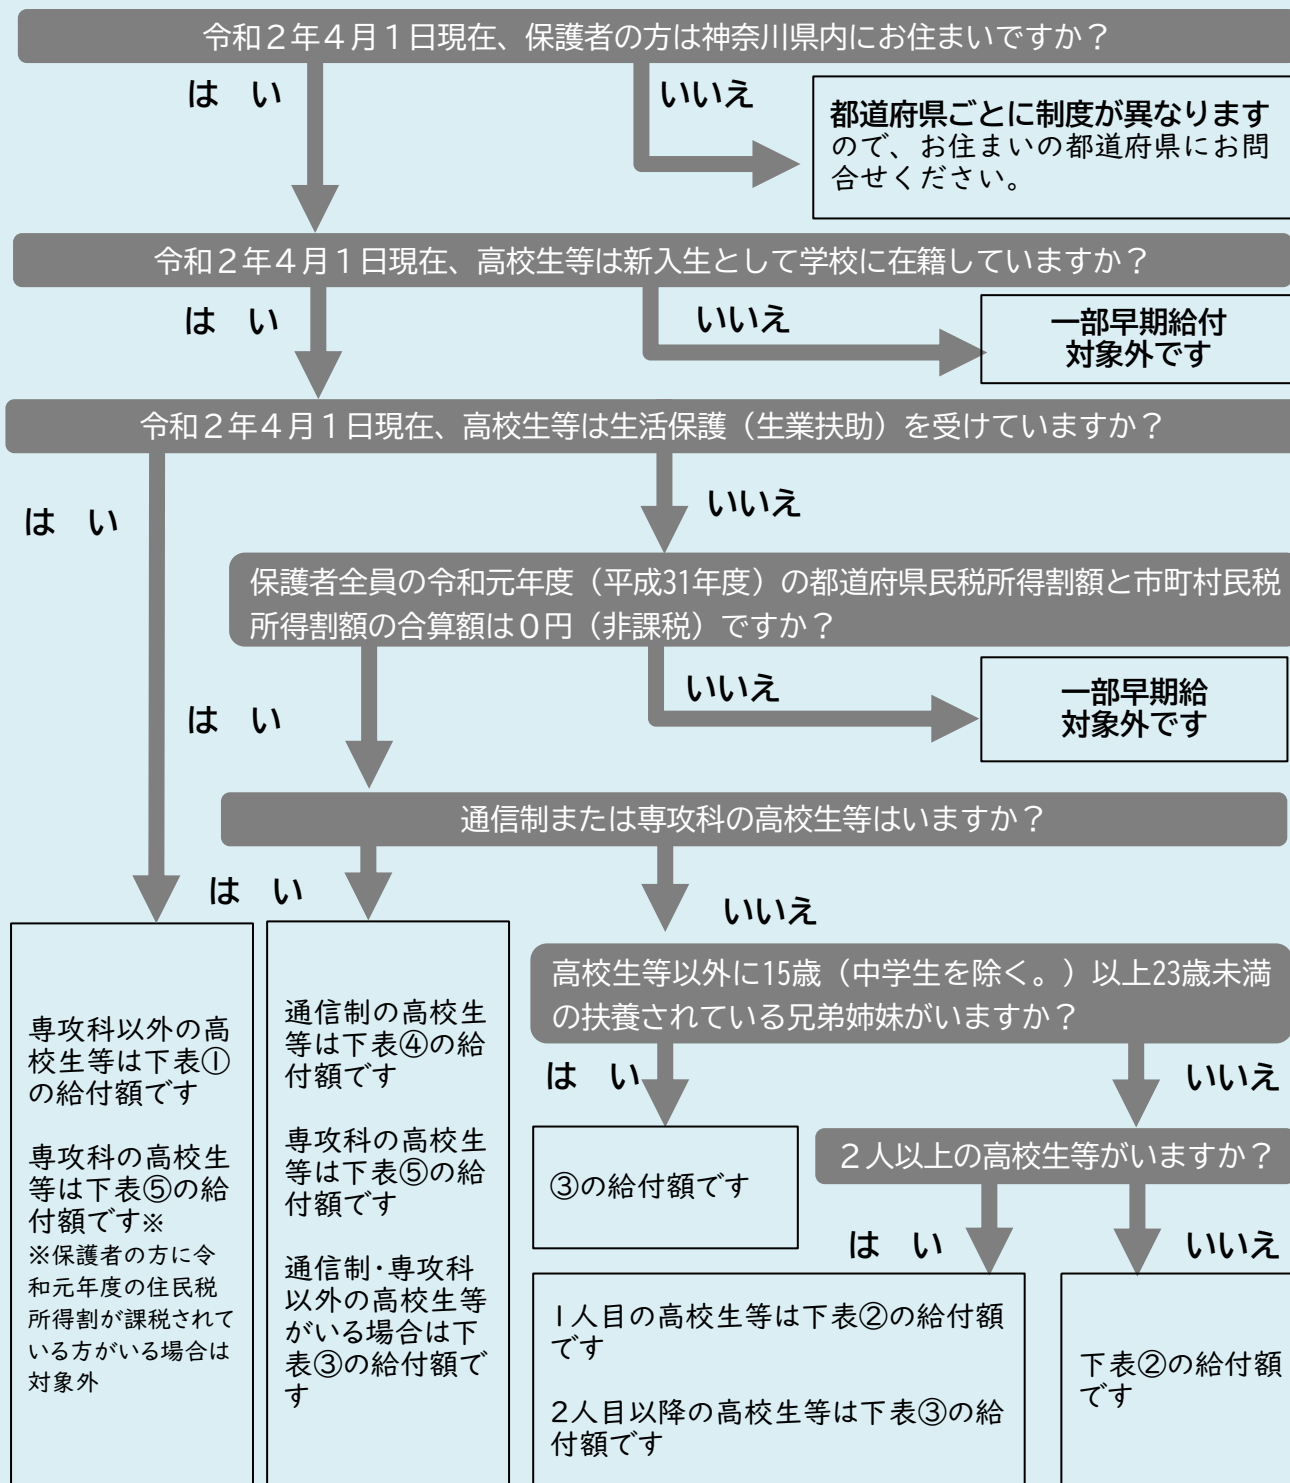 令和２年４月１日現在、保護者の方は神奈川県内にお住まいですか？
は　い
いいえ
都道府県ごとに制度が異なります
ので、お住まいの都道府県にお問
合せください。
令和２年４月１日現在、高校生等は新入生として学校に在籍していますか？
は　い
いいえ
一部早期給付
対象外です
令和２年４月１日現在、高校生等は生活保護（生業扶助）を受けていますか？
は　い
いいえ
保護者全員の令和元年度（平成31年度）の都道府県民税所得割額と市町村民税
所得割額の合算額は０円（非課税）ですか？
は　い
いいえ
一部早期給
対象外です
通信制または専攻科の高校生等はいますか？
は　い
いいえ
専攻科以外の高
校生等は下表①
の給付額です
専攻科の高校生
等は下表⑤の給
付額です※
※保護者の方に令
和元年度の住民税
所得割が課税されて
いる方がいる場合は
対象外
通信制の高校生
等は下表④の給
付額です
専攻科の高校生
等は下表⑤の給
付額です
通信制・専攻科
以外の高校生等
がいる場合は下
表③の給付額で
す
高校生等以外に15歳（中学生を除く。）以上23歳未満
の扶養されている兄弟姉妹がいますか？
は　い
いいえ
③の給付額です
２人以上の高校生等がいますか？
は　い
いいえ
1人目の高校生等は下表②の給付額
です
2人目以降の高校生等は下表③の給
付額です
下表②の給付額
です